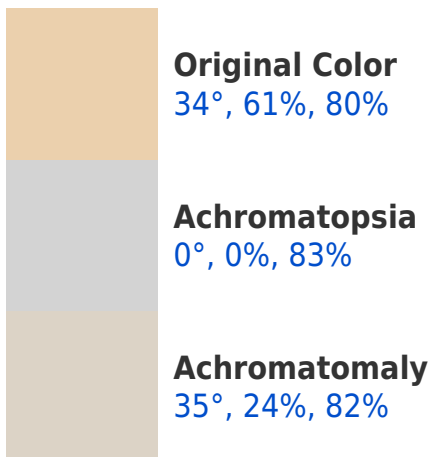 Original Color
34°, 61%, 80%
Achromatopsia
0°, 0%, 83%
Achromatomaly
35°, 24%, 82%